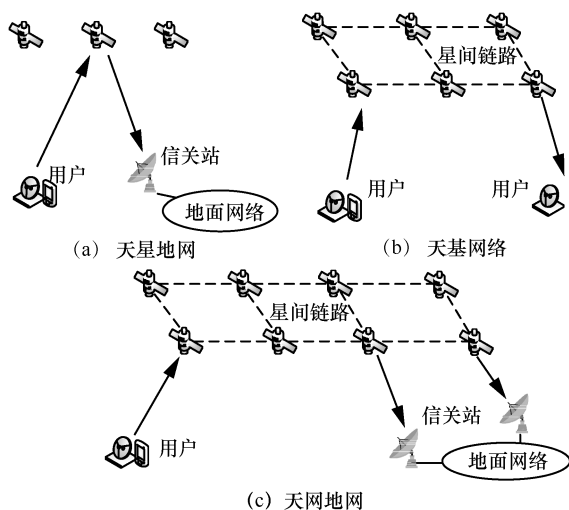 星间链路
信关站
用户
地面网络
用户
用户
(a) 天星地网
(b) 天基网络
星间链路
信关站
用户
地面网络
(c) 天网地网